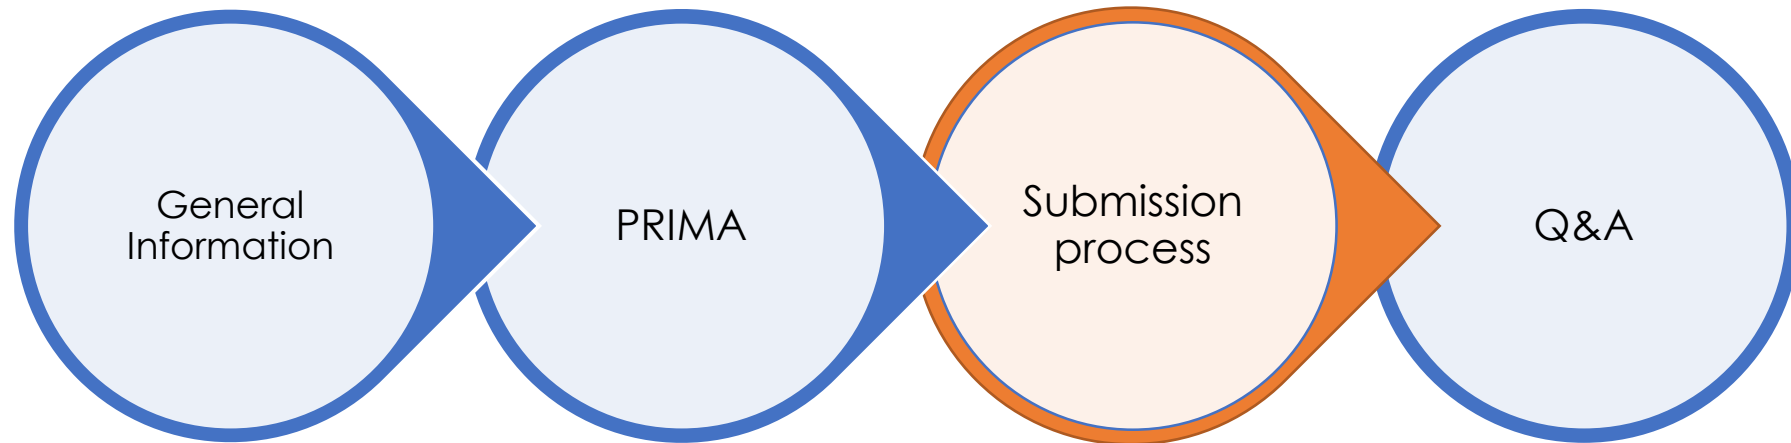 General
Information
PRIMA
Submission
process
Q&A